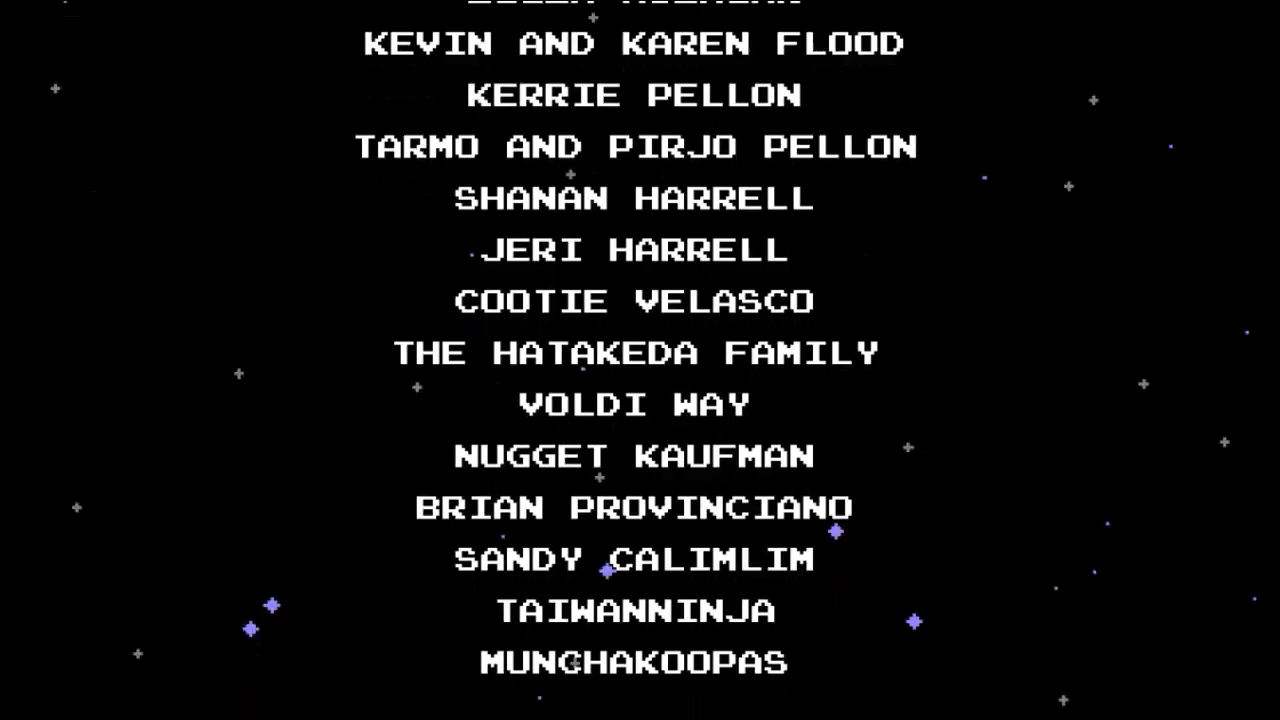 KEVIN AND KAREN FLOOD
KERRIE PELLON
TARMO AND PIRJO PELLON
SHANAN HARRELL
JERI HARRELL
COOTIE VELASCO
THE HATAKEDA FAMILY
VOLDI WAY
NUGGET KAUFMAN
BRIAN PROVINCIANO
SANDY CALIMLIM
TAIWANNINJA
MUNCHAKOOPAS